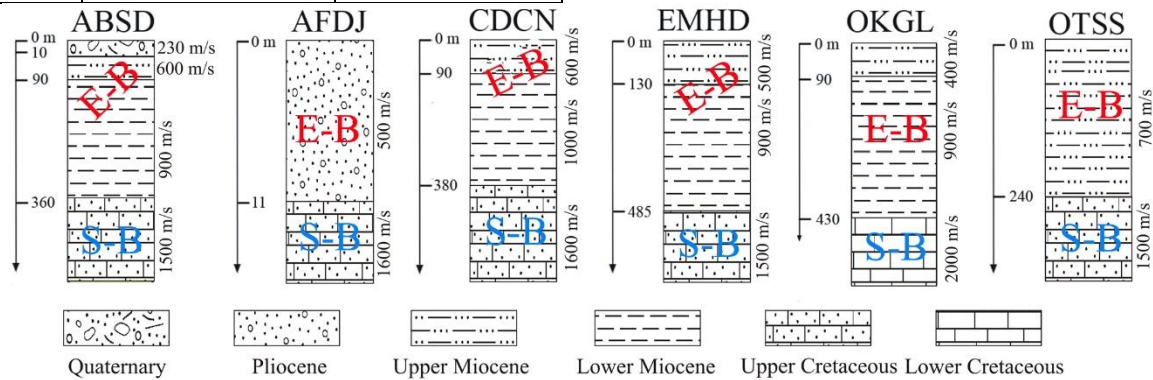 ABSD AFDJ CDCN EMHD OKGL OTSS
0 m
10
90
360
230 m/s
600 m/s
900 m/s
1500 m/s
E-B
S-B
0 m
11
500 m/s
1600 m/s
E-B
S-B
0 m
90
380
600 m/s
1000 m/s
1600 m/s
E-B
S-B
0 m
130
485
500 m/s
900 m/s
1500 m/s
E-B
S-B
0 m
90
430
400 m/s
900 m/s
2000 m/s
E-B
S-B
0 m
240
700 m/s
1500 m/s
E-B
S-B
Quaternary Pliocene Upper Miocene Lower Miocene Upper Cretaceous Lower Cretaceous